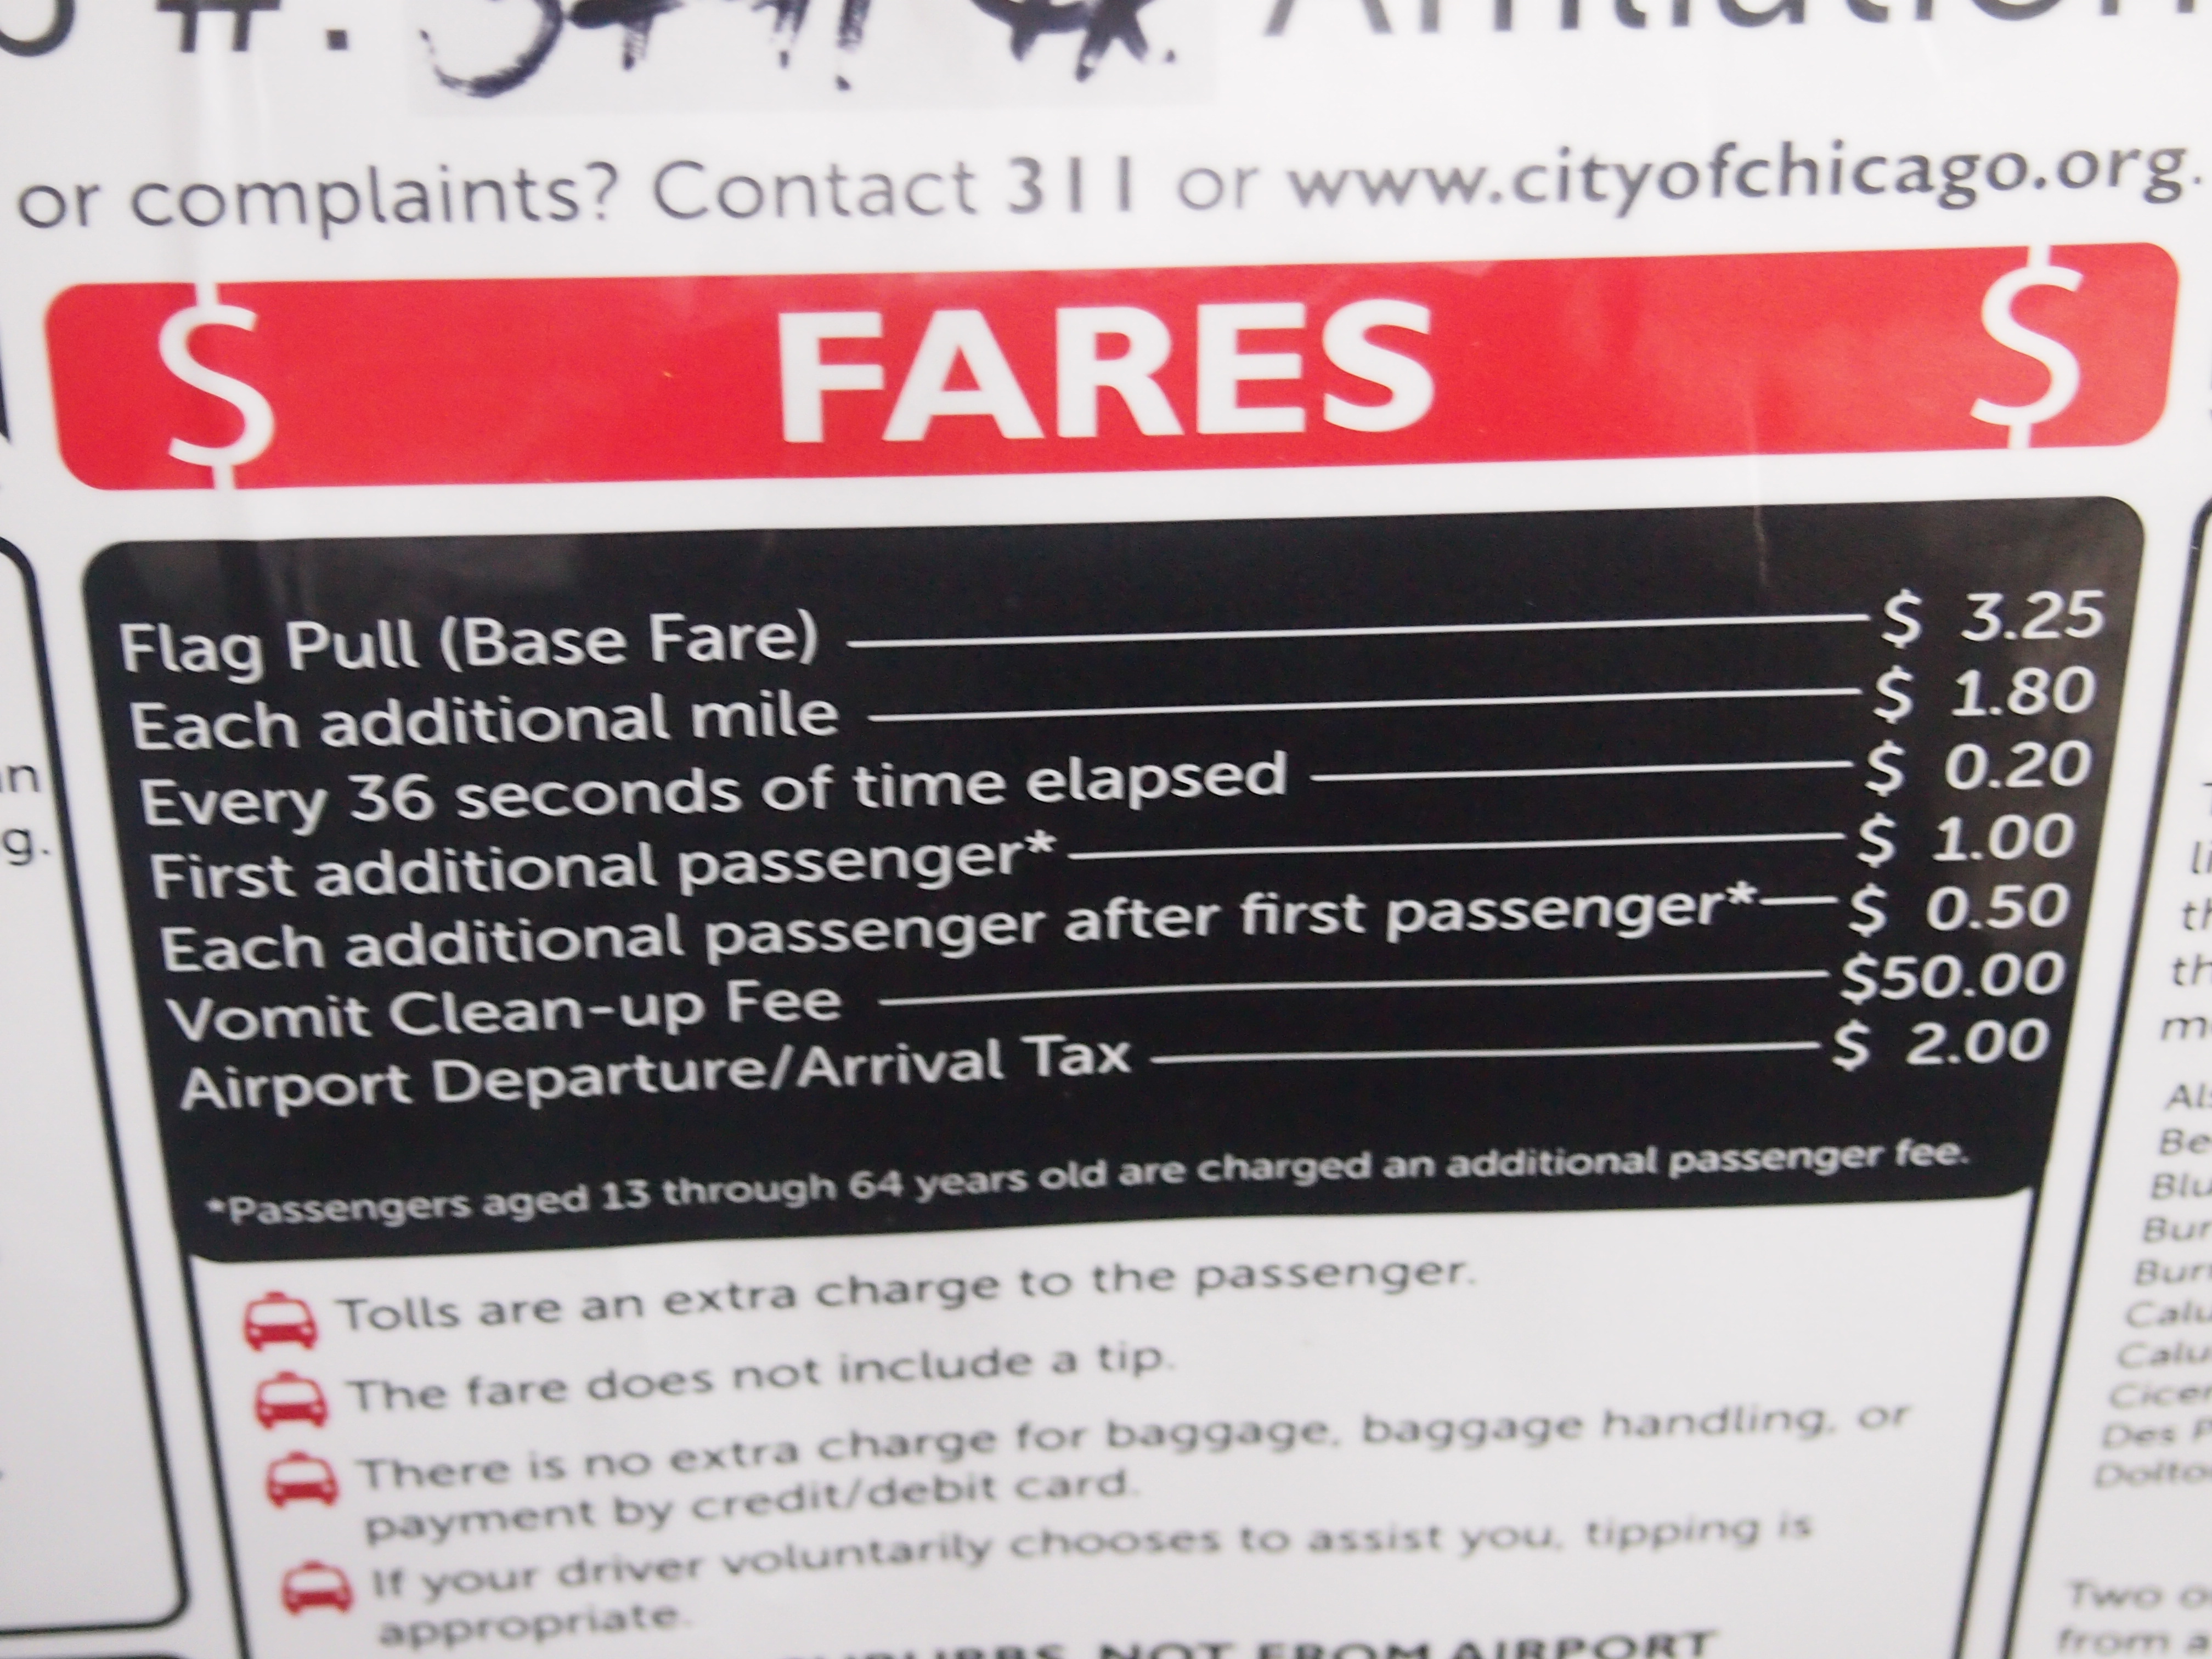 or complaints? Contact 311 or www.cityofchicago.org.
$ FARES $
Flag Pull (Base Fare) $ 3.25
Each additional mile $ 1.80
Every 36 seconds of time elapsed $ 0.20
First additional passenger* $ 1.00
Each additional passenger after first passenger* $ 0.50
Vomit Clean-up Fee $50.00
Airport Departure/Arrival Tax $ 2.00
*Passengers aged 13 through 64 years old are charged an additional passenger fee.
Tolls are an extra charge to the passenger.
The fare does not include a tip.
There is no extra charge for baggage, baggage handling, or
payment by credit/debit card.
If your driver voluntarily chooses to assist you, tipping is
appropriate.
NOT FROM AIRPORT
g.
Two
from a